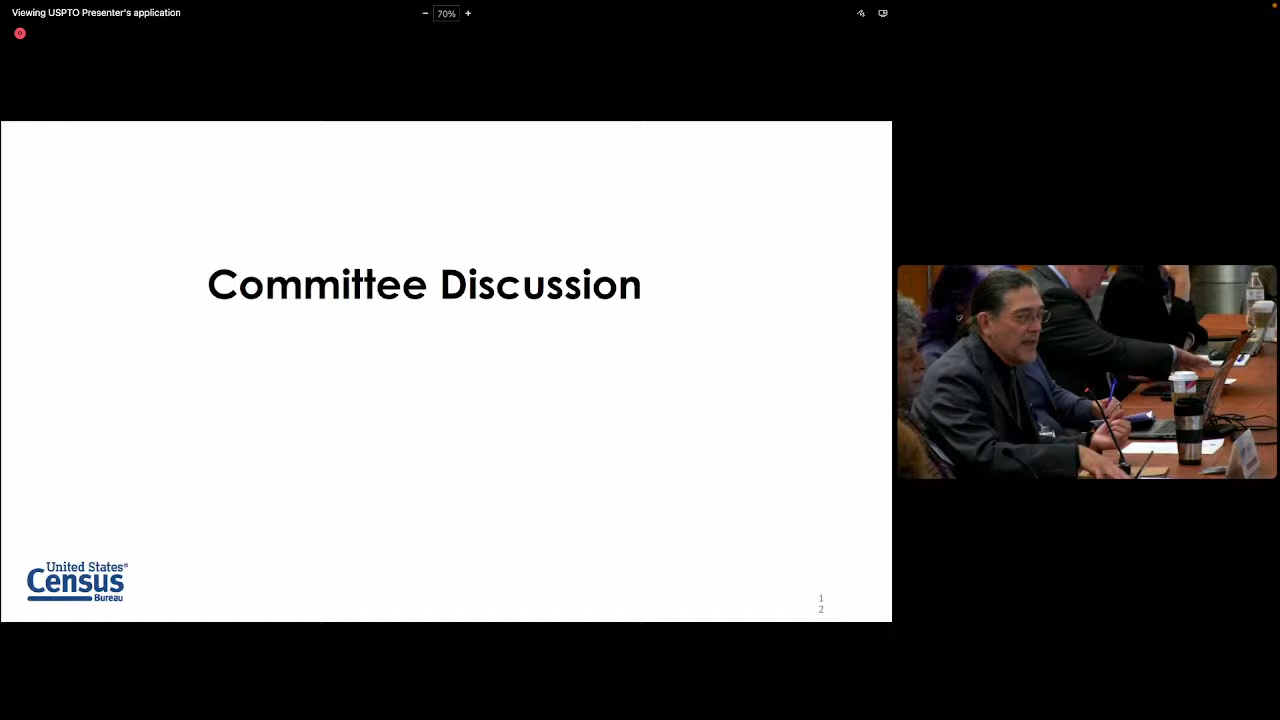 Viewing USPTO Presenter's application
70%
Committee Discussion
United States®
Census
Bureau
1
2